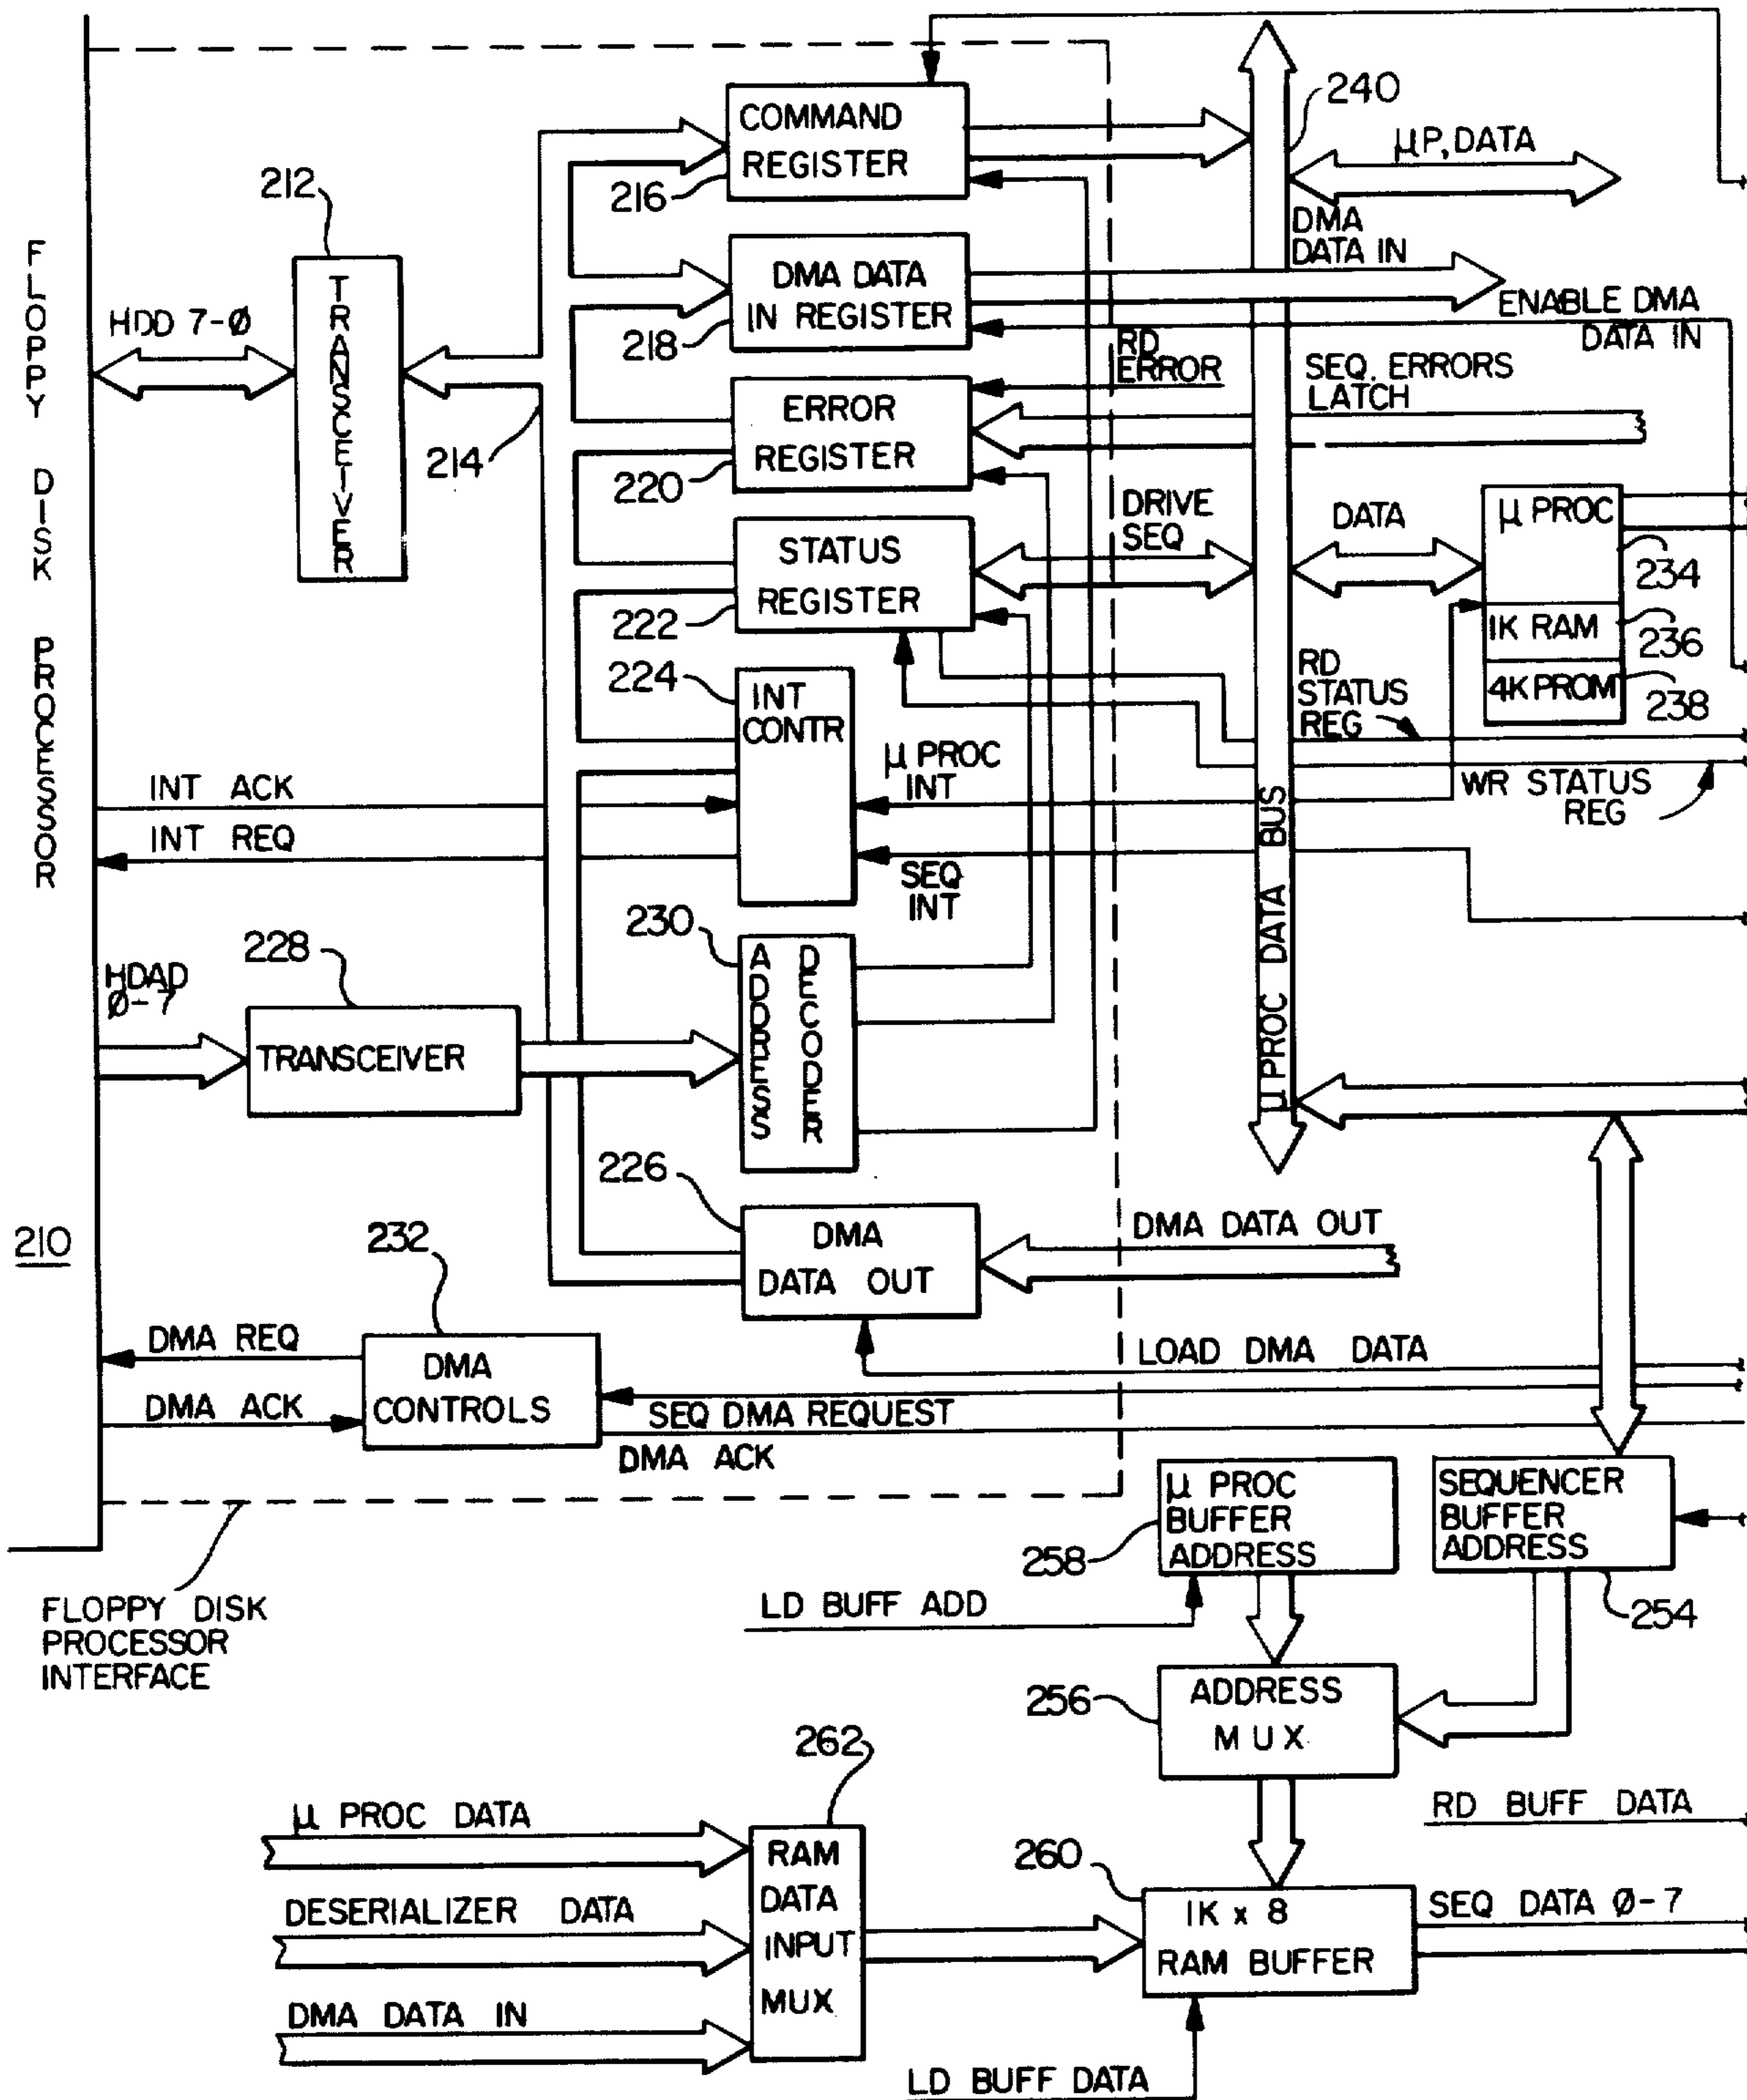 COMMAND
REGISTER
216
240
µP, DATA
212
TRANSCEIVER
FLOPPY DISK PROCESSOR
HDD 7-Ø
214
DMA DATA
IN REGISTER
218
DMA
DATA IN
ENABLE DMA
DATA IN
RD
ERROR
SEQ. ERRORS
LATCH
ERROR
REGISTER
220
DRIVE
SEQ
DATA
µ PROC
234
STATUS
REGISTER
222
1K RAM
236
4K PROM
238
224
INT
CONTR
RD
STATUS
REG
µ PROC
INT
WR STATUS
REG
INT ACK
INT REQ
SEQ
INT
µ PROC DATA BUS
230
ADDRESS
DECODER
228
HDAD
Ø-7
TRANSCEIVER
226
DMA
DATA OUT
DMA DATA OUT
210
232
DMA REQ
DMA ACK
DMA
CONTROLS
LOAD DMA DATA
SEQ DMA REQUEST
DMA ACK
µ PROC
BUFFER
ADDRESS
258
SEQUENCER
BUFFER
ADDRESS
254
LD BUFF ADD
FLOPPY DISK
PROCESSOR
INTERFACE
ADDRESS
MUX
256
262
µ PROC DATA
DESERIALIZER DATA
DMA DATA IN
RAM
DATA
INPUT
MUX
RD BUFF DATA
260
1K x 8
RAM BUFFER
SEQ DATA Ø-7
LD BUFF DATA